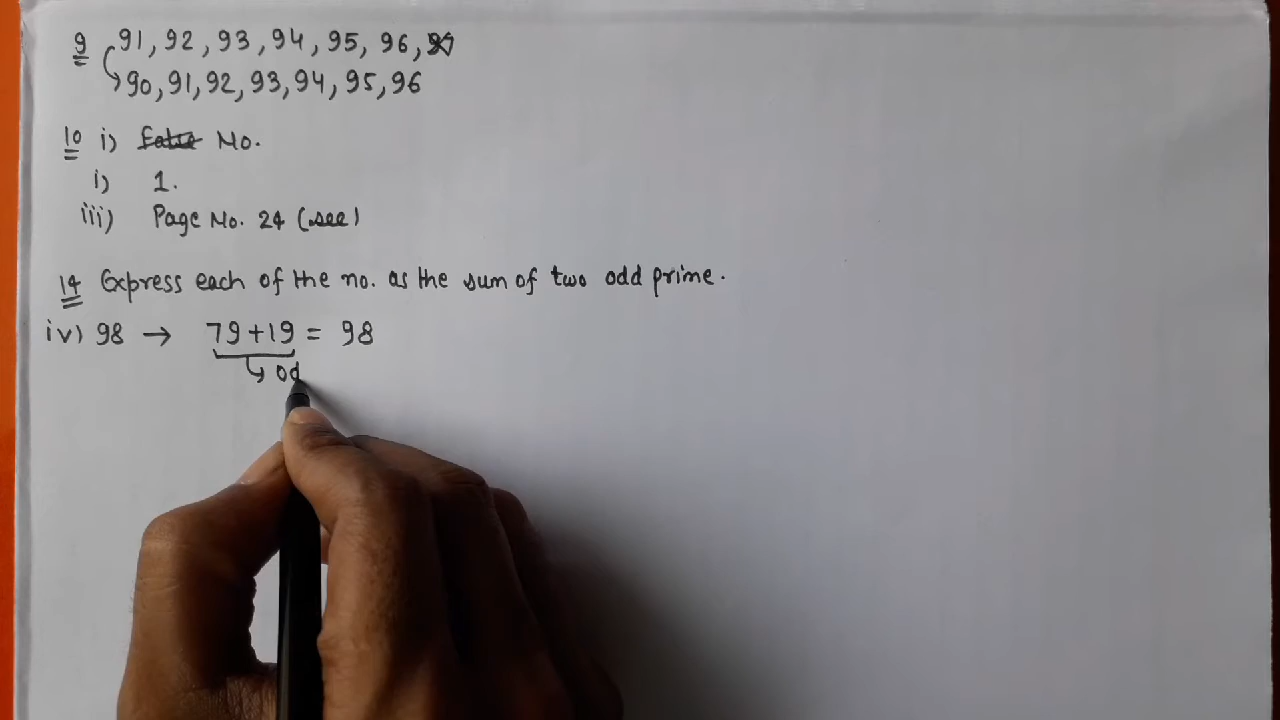 9 91, 92, 93, 94, 95, 96, 97
90, 91, 92, 93, 94, 95, 96
10 i) False No.
i) 1.
iii) Page No. 24 (see)
14 Express each of the no. as the sum of two odd prime.
iv) 98 → 79+19 = 98
↳ Od